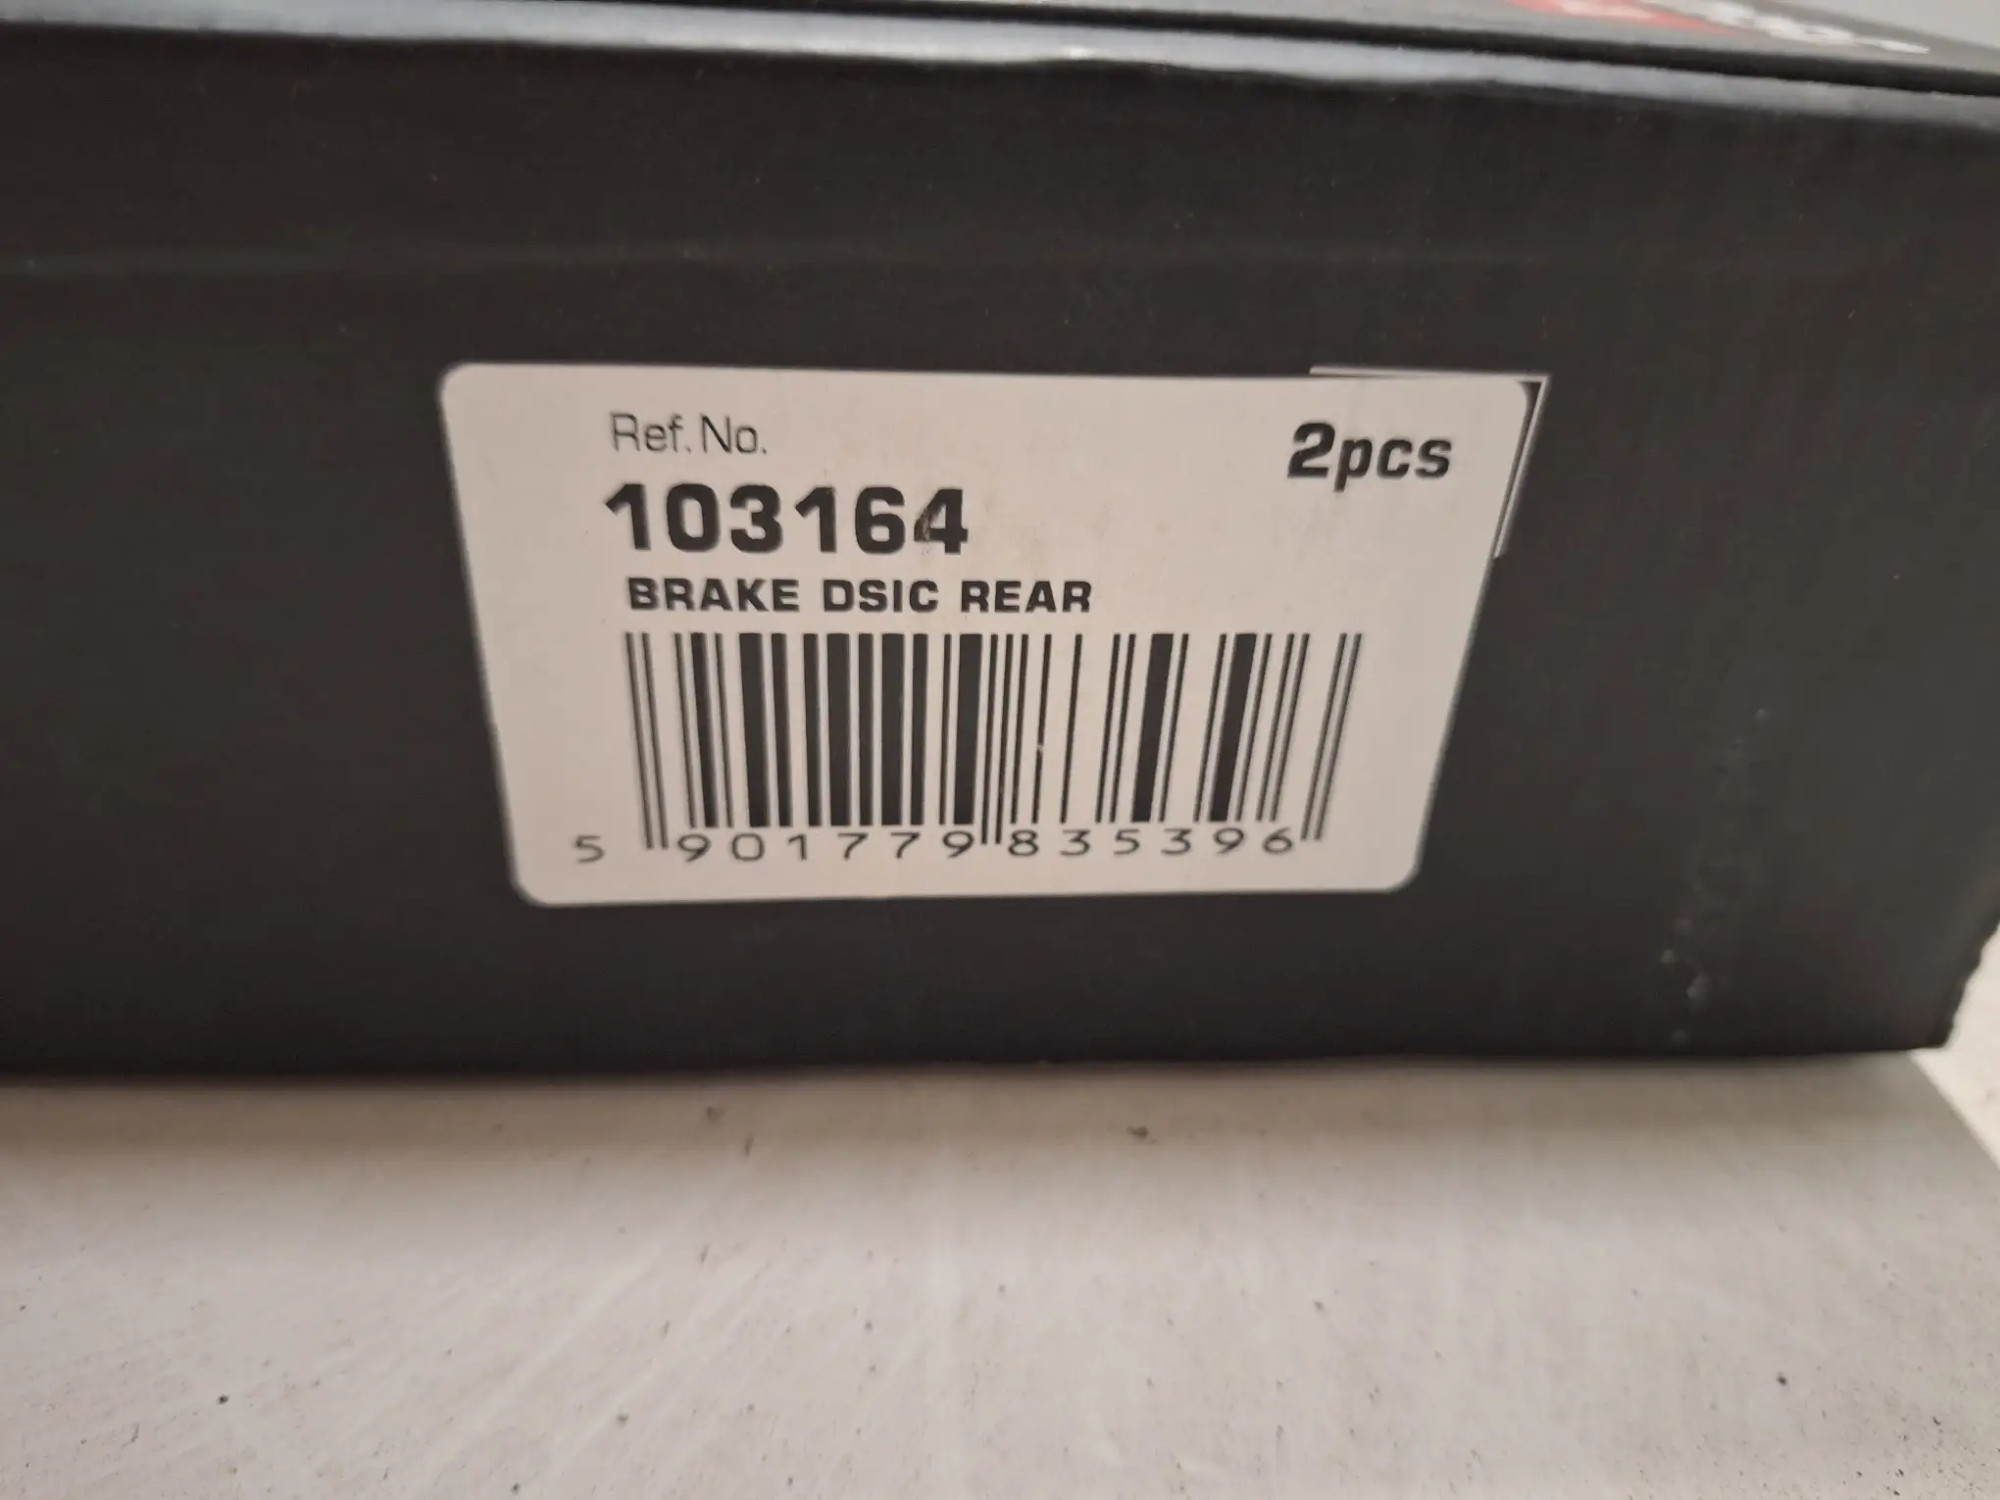 Ref. No.
2pcs
103164
BRAKE DSIC REAR
5 901779 835396